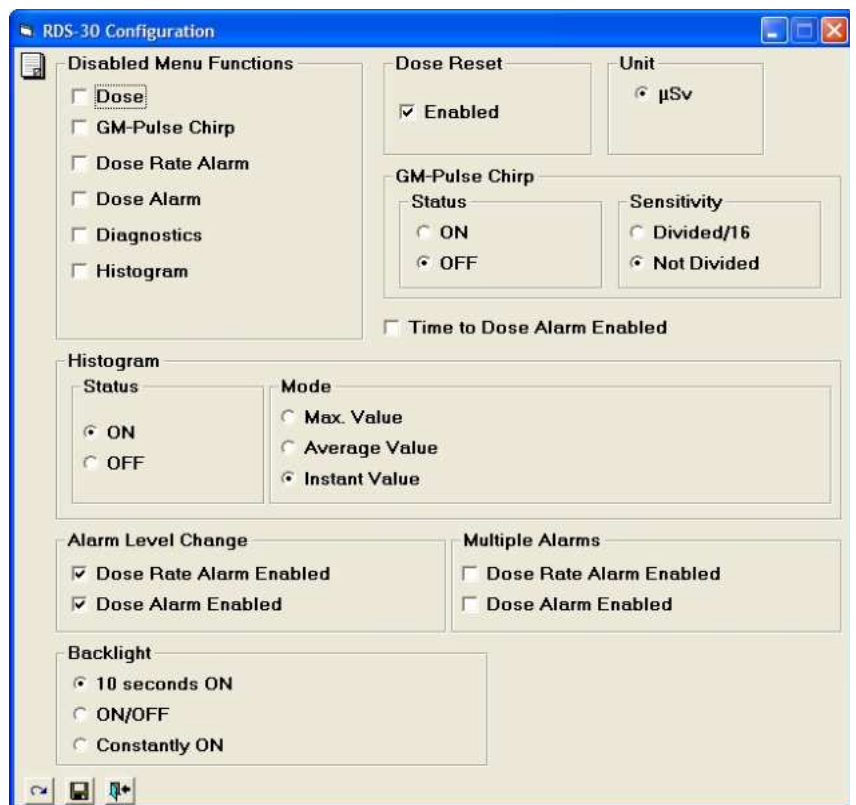 RDS-30 Configuration
Disabled Menu Functions
Dose
GM-Pulse Chirp
Dose Rate Alarm
Dose Alarm
Diagnostics
Histogram
Dose Reset
Enabled
Unit
µSv
GM-Pulse Chirp
Status
ON
OFF
Sensitivity
Divided/16
Not Divided
Time to Dose Alarm Enabled
Histogram
Status
ON
OFF
Mode
Max. Value
Average Value
Instant Value
Alarm Level Change
Dose Rate Alarm Enabled
Dose Alarm Enabled
Multiple Alarms
Dose Rate Alarm Enabled
Dose Alarm Enabled
Backlight
10 seconds ON
ON/OFF
Constantly ON